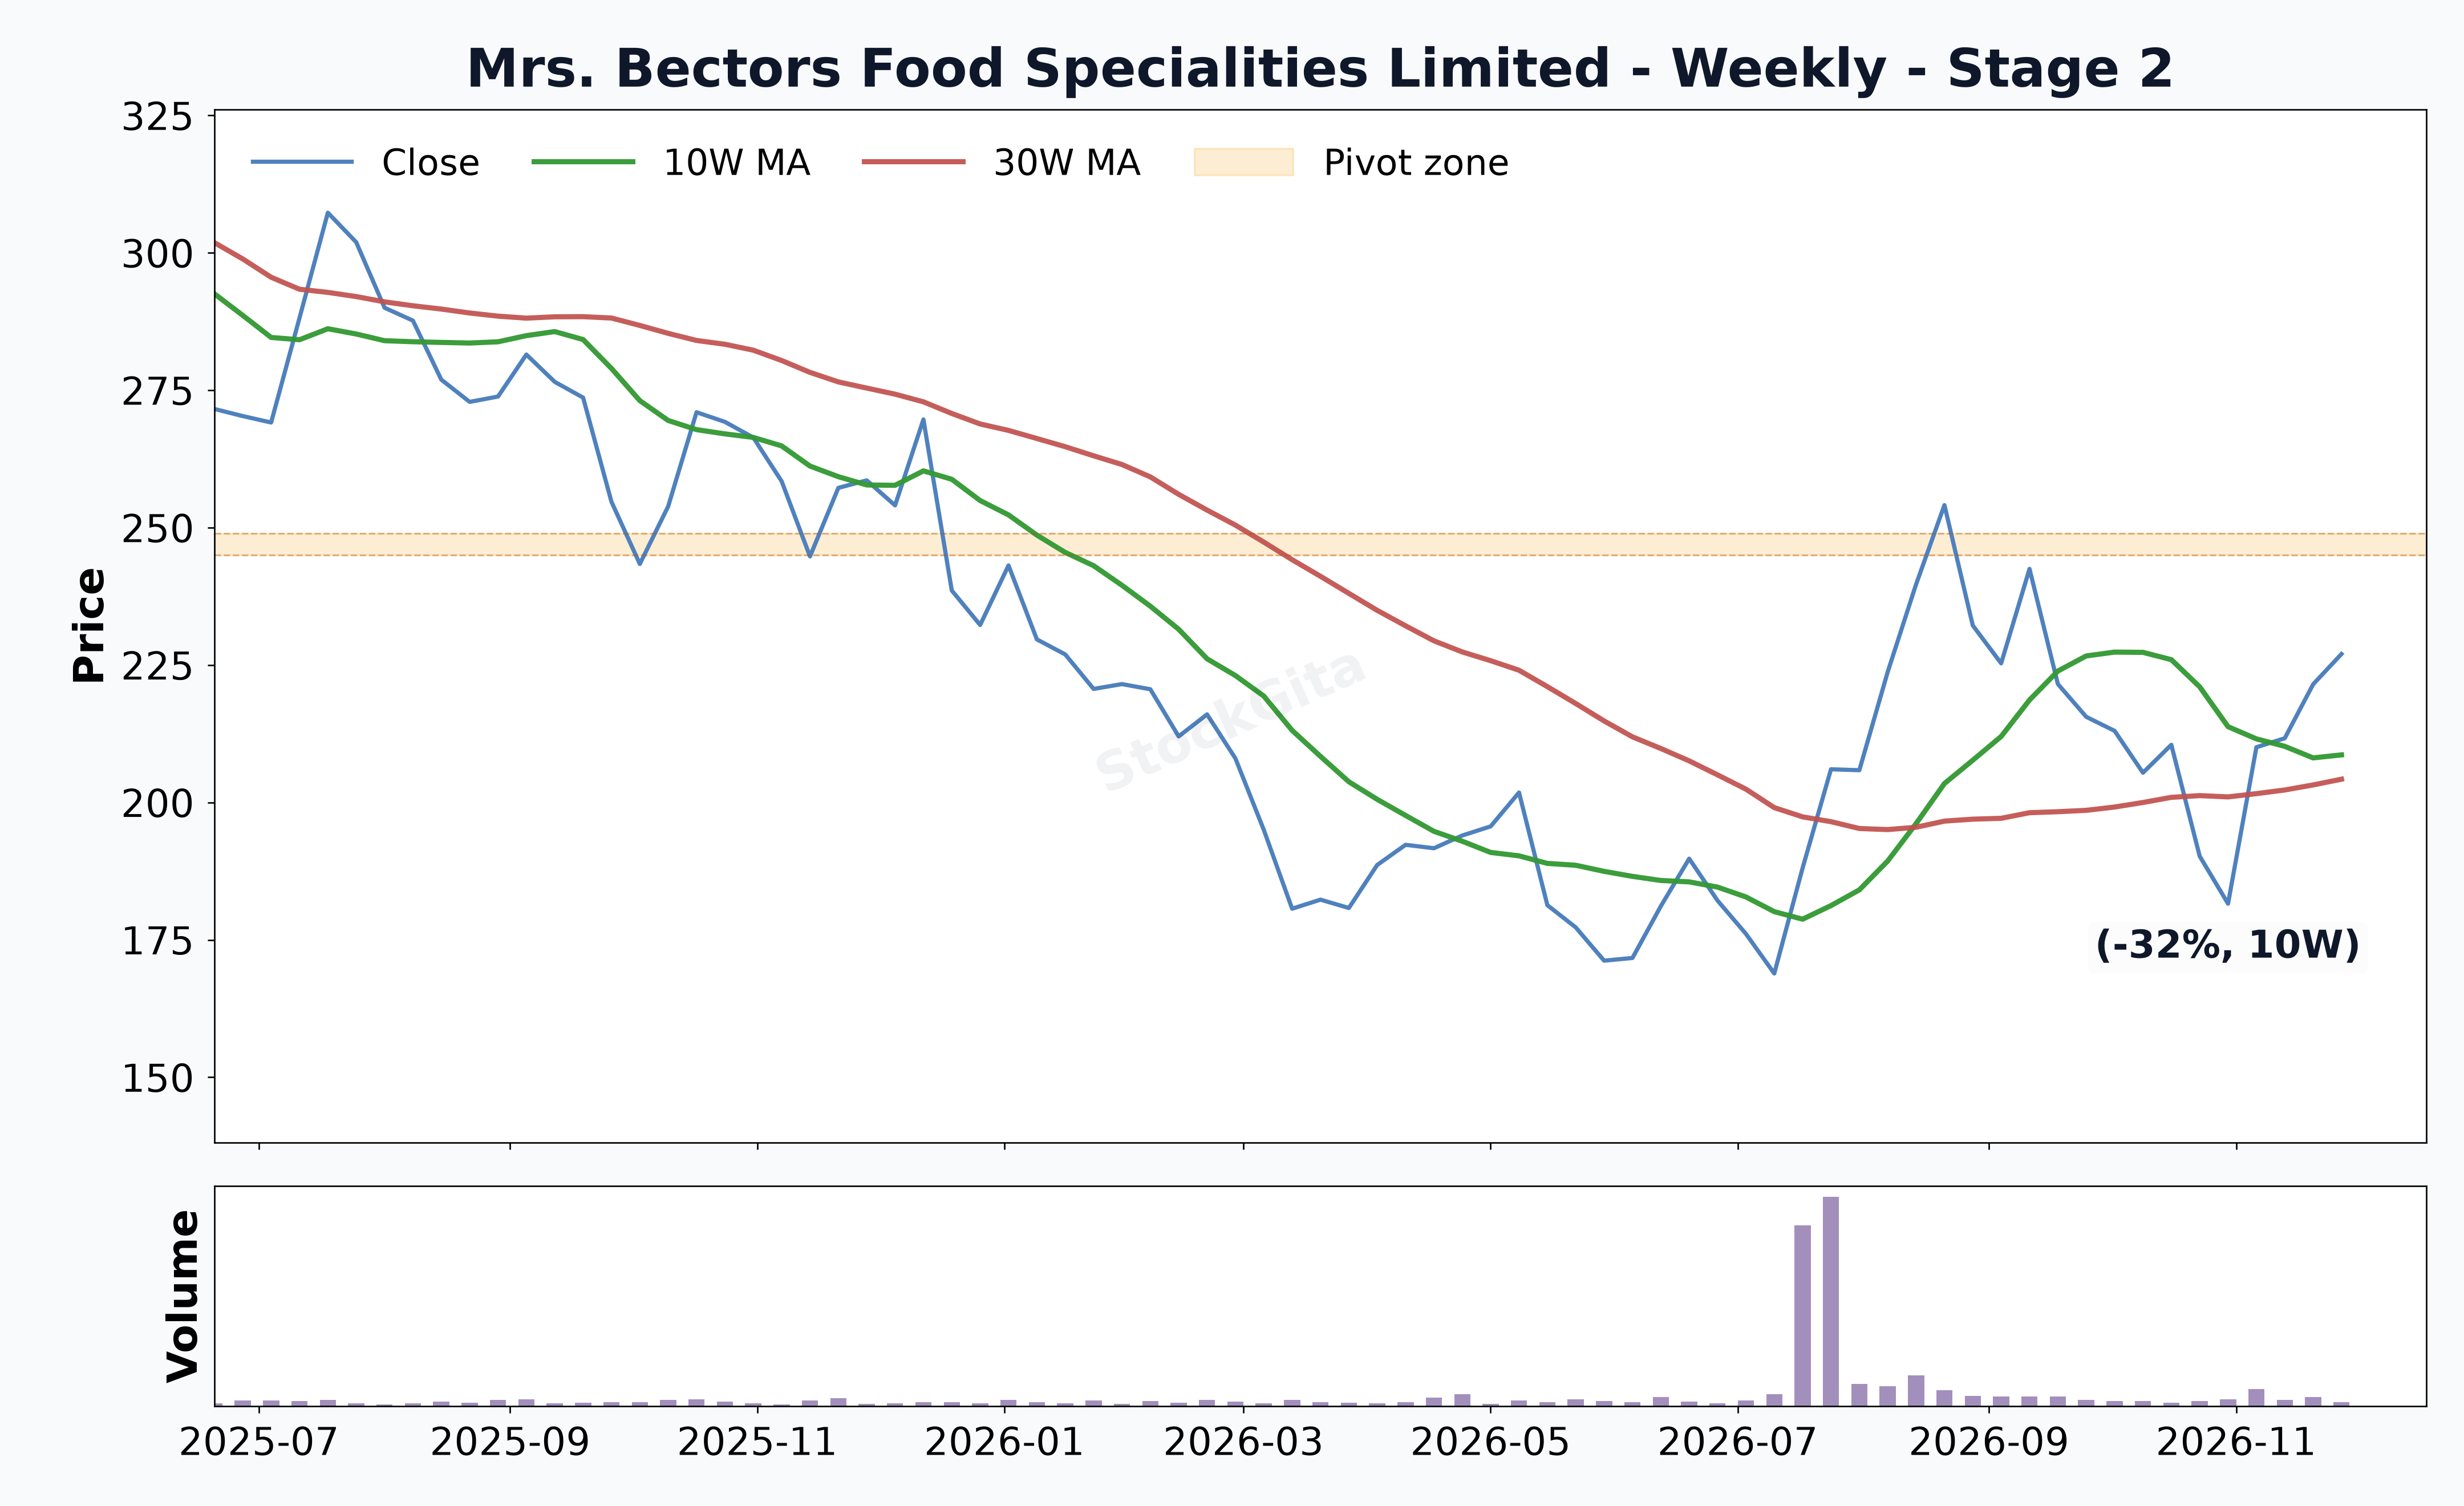 Mrs. Bectors Food Specialities Limited - Weekly - Stage 2
Close 10W MA 30W MA Pivot zone
325
300
275
250
225
200
175
150
Price
StockGita
(-32%, 10W)
Volume
2025-07 2025-09 2025-11 2026-01 2026-03 2026-05 2026-07 2026-09 2026-11